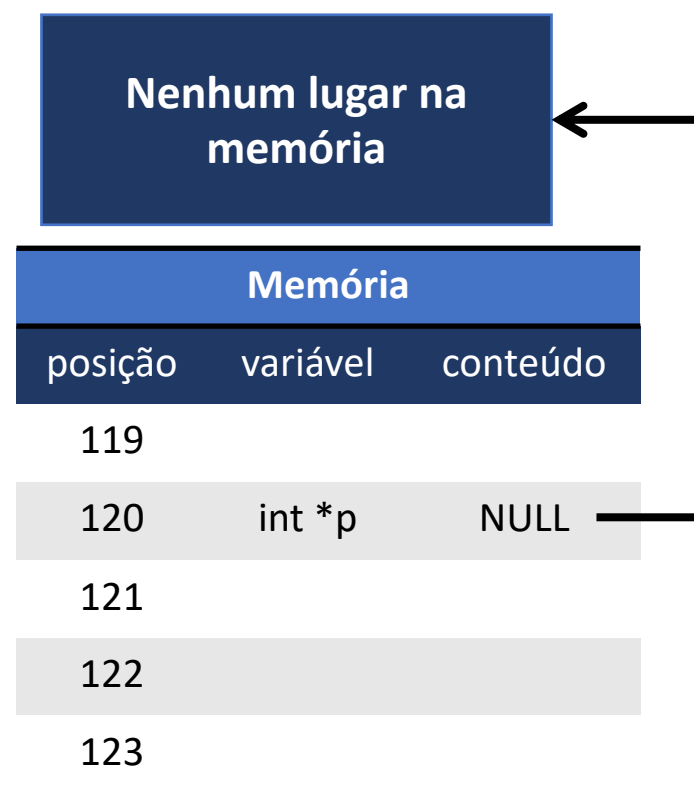 Nenhum lugar na
memória
Memória
posição variável conteúdo
119
120 int *p NULL
121
122
123